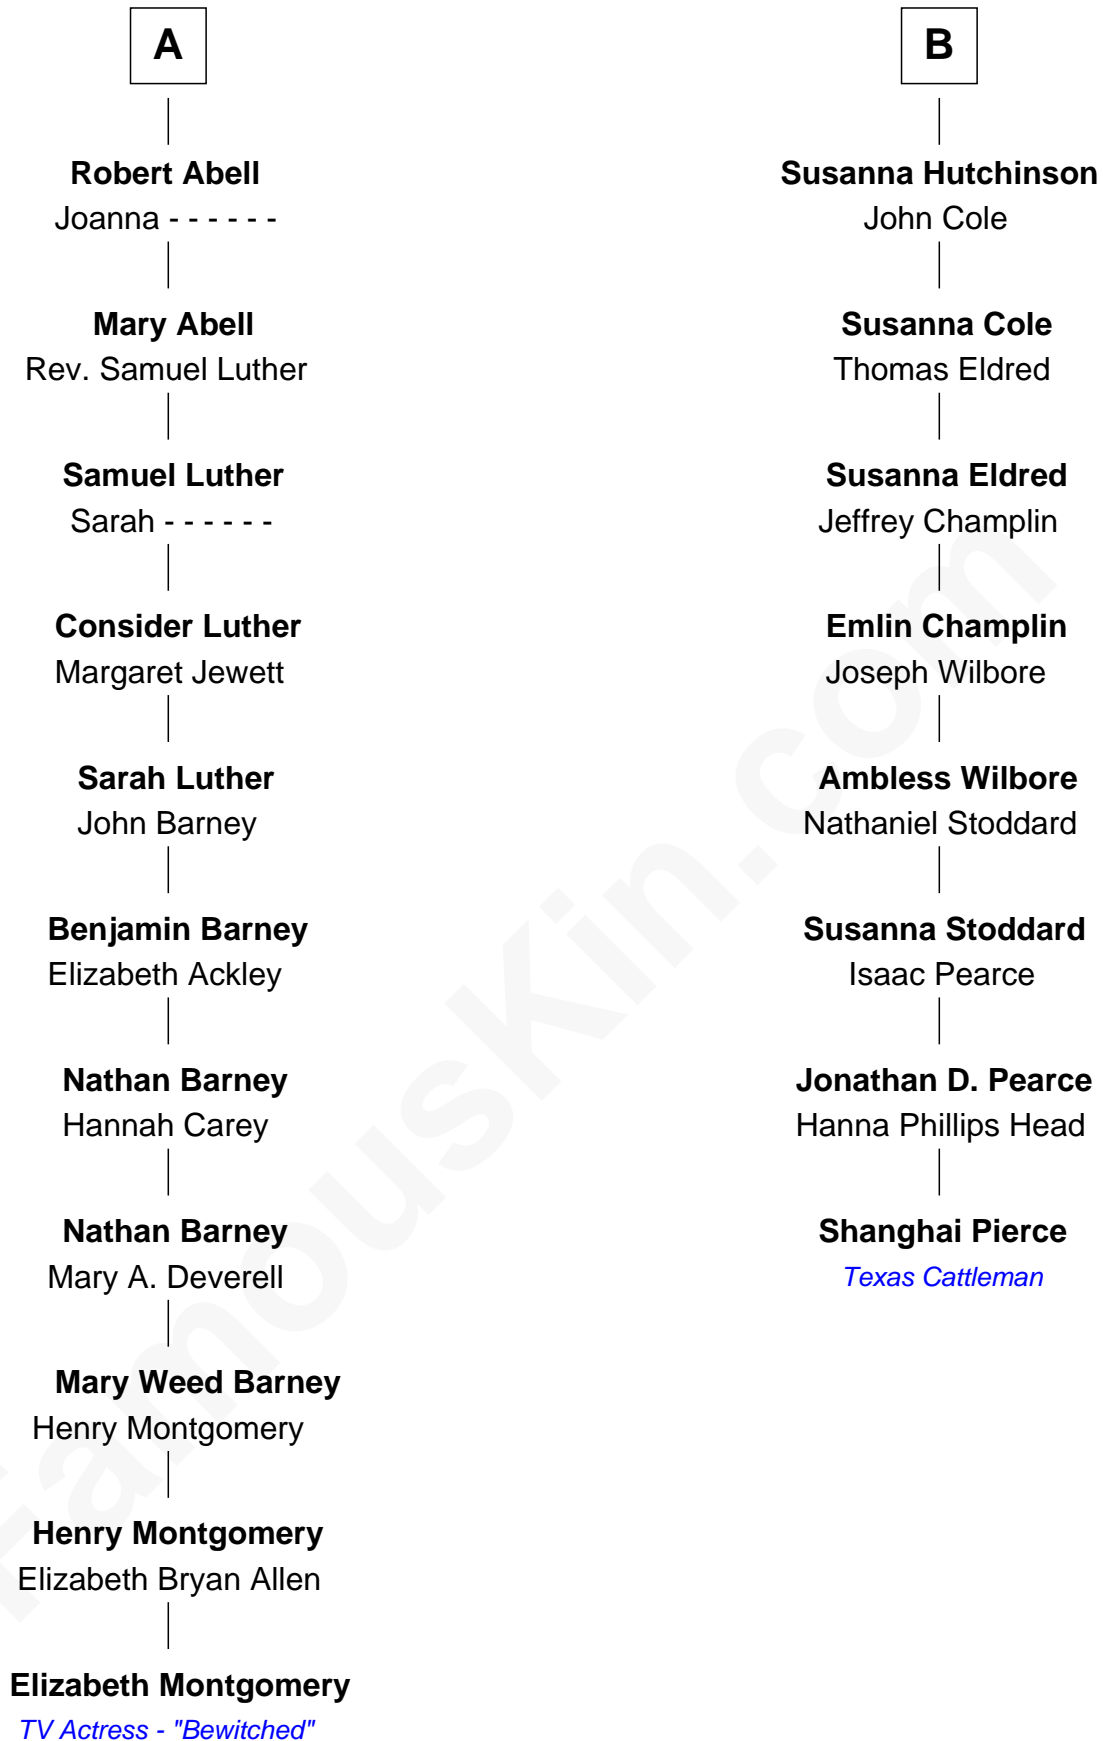 A
Robert Abell
Joanna - - - - - -
Mary Abell
Rev. Samuel Luther
Samuel Luther
Sarah - - - - - -
Consider Luther
Margaret Jewett
Sarah Luther
John Barney
Benjamin Barney
Elizabeth Ackley
Nathan Barney
Hannah Carey
Nathan Barney
Mary A. Deverell
Mary Weed Barney
Henry Montgomery
Henry Montgomery
Elizabeth Bryan Allen
Elizabeth Montgomery
TV Actress - "Bewitched"
B
Susanna Hutchinson
John Cole
Susanna Cole
Thomas Eldred
Susanna Eldred
Jeffrey Champlin
Emlin Champlin
Joseph Wilbore
Ambless Wilbore
Nathaniel Stoddard
Susanna Stoddard
Isaac Pearce
Jonathan D. Pearce
Hanna Phillips Head
Shanghai Pierce
Texas Cattleman
FamousKin.com